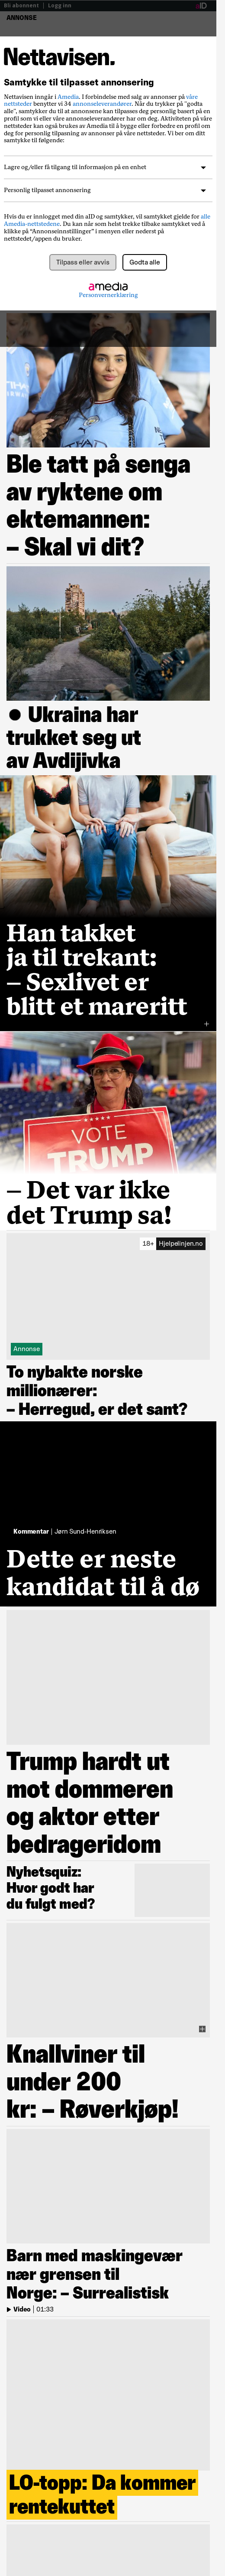 BS abonnent | Logg inn
aID
ANNONSE
Nettavisen.
Samtykke til tilpasset annonsering
Nettavisen inngår i Amedia. I forbindelse med salg av annonser på våre
nettsteder benytter vi 34 annonseleverandører. Når du trykker på "godta
alle", samtykker du til at annonsene kan tilpasses deg personlig basert på en
profil som vi eller våre annonseleverandører har om deg. Aktiviteten på våre
nettsteder kan også brukes av Amedia til å bygge eller forbedre en profil om
deg for personlig tilpasning av annonser på våre nettsteder. Vi ber om ditt
samtykke til følgende:
Lagre og/eller få tilgang til informasjon på en enhet
Personlig tilpasset annonsering
Hvis du er innlogget med din aID og samtykker, vil samtykket gjelde for alle
Amedia-nettstedene. Du kan når som helst trekke tilbake samtykket ved å
klikke på "Annonseinnstillinger" i menyen eller nederst på
nettstedet/appen du bruker.
Tilpass eller avvis
Godta alle
amedia
Personvernerklæring
Ble tatt på senga
av ryktene om
ektemannen:
– Skal vi dit?
● Ukraina har
trukket seg ut
av Avdijivka
Han takket
ja til trekant:
– Sexlivet er
blitt et mareritt
VOTE
TRUMP
– Det var ikke
det Trump sa!
18+ Hjelpelinjen.no
Annonse
To nybakte norske
millionærer:
– Herregud, er det sant?
Kommentar | Jørn Sund-Henriksen
Dette er neste
kandidat til å dø
Trump hardt ut
mot dommeren
og aktor etter
bedrageridom
Nyhetsquiz:
Hvor godt har
du fulgt med?
Knallviner til
under 200
kr: – Røverkjøp!
Barn med maskingevær
nær grensen til
Norge: – Surrealistisk
Video | 01:33
LO-topp: Da kommer
rentekuttet